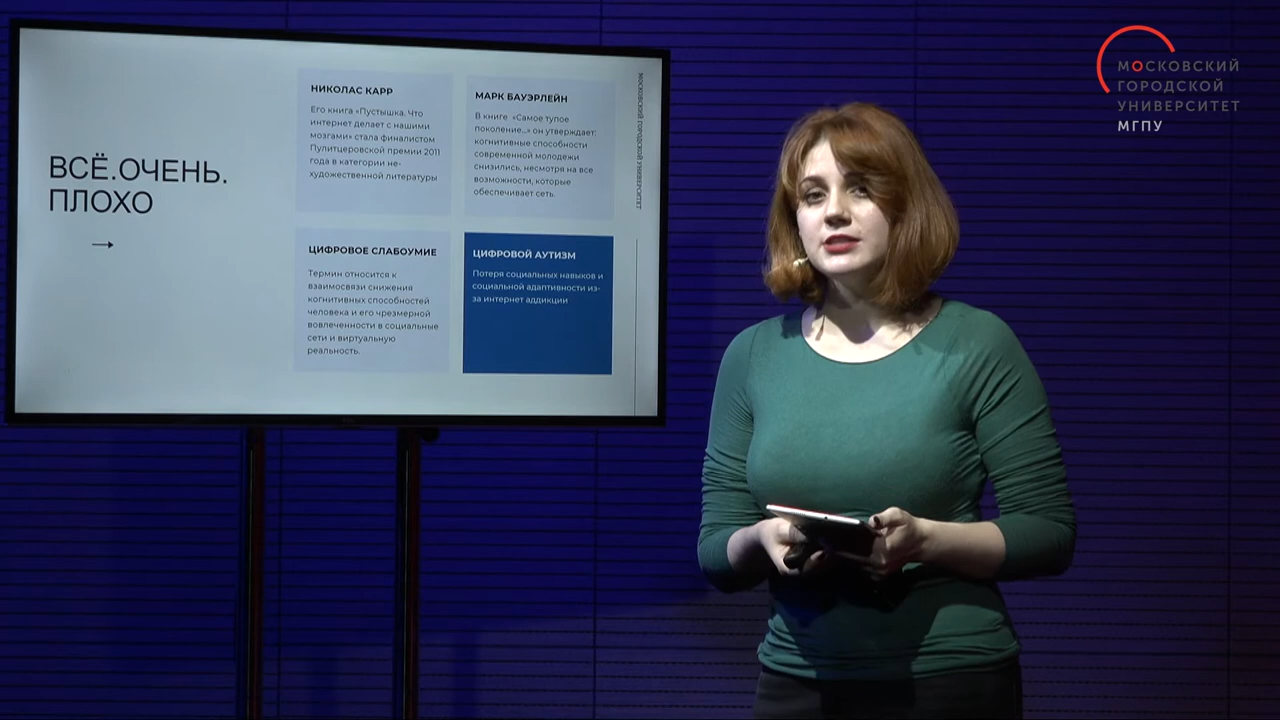 ВСЁ.ОЧЕНЬ.
ПЛОХО
НИКОЛАС КАРР
Его книга «Пустышка. Что
интернет делает с нашими
мозгами» стала финалистом
Пулитцеровской премии 2011
года в категории не-
художественной литературы
МАРК БАУЭРЛЕЙН
В книге «Самое тупое
поколение...» он утверждает:
когнитивные способности
современной молодежи
снизились, несмотря на все
возможности, которые
обеспечивает сеть.
ЦИФРОВОЕ СЛАБОУМИЕ
Термин относится к
взаимосвязи снижения
когнитивных способностей
человека и его чрезмерной
вовлеченности в социальные
сети и виртуальную
реальность.
ЦИФРОВОЙ АУТИЗМ
Потеря социальных навыков и
социальной адаптивности из-
за интернет аддикции
МОСКОВСКИЙ ГОРОДСКОЙ УНИВЕРСИТЕТ
МОСКОВСКИЙ
ГОРОДСКОЙ
УНИВЕРСИТЕТ
МГПУ